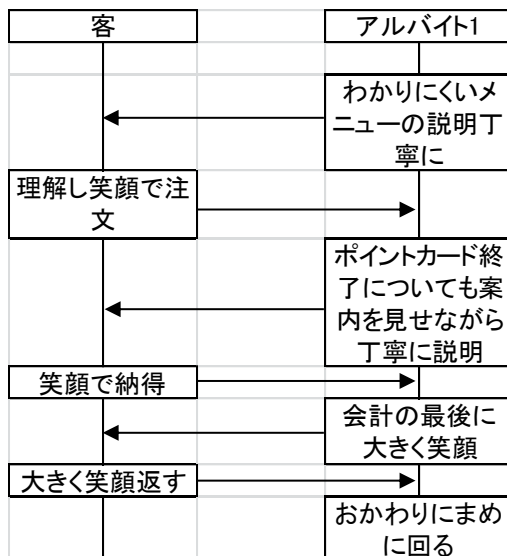 客
アルバイト1
わかりにくいメ
ニューの説明丁
寧に
理解し笑顔で注
文
ポイントカード終
了についても案
内を見せながら
丁寧に説明
笑顔で納得
会計の最後に
大きく笑顔
大きく笑顔返す
おかわりにまめ
に回る